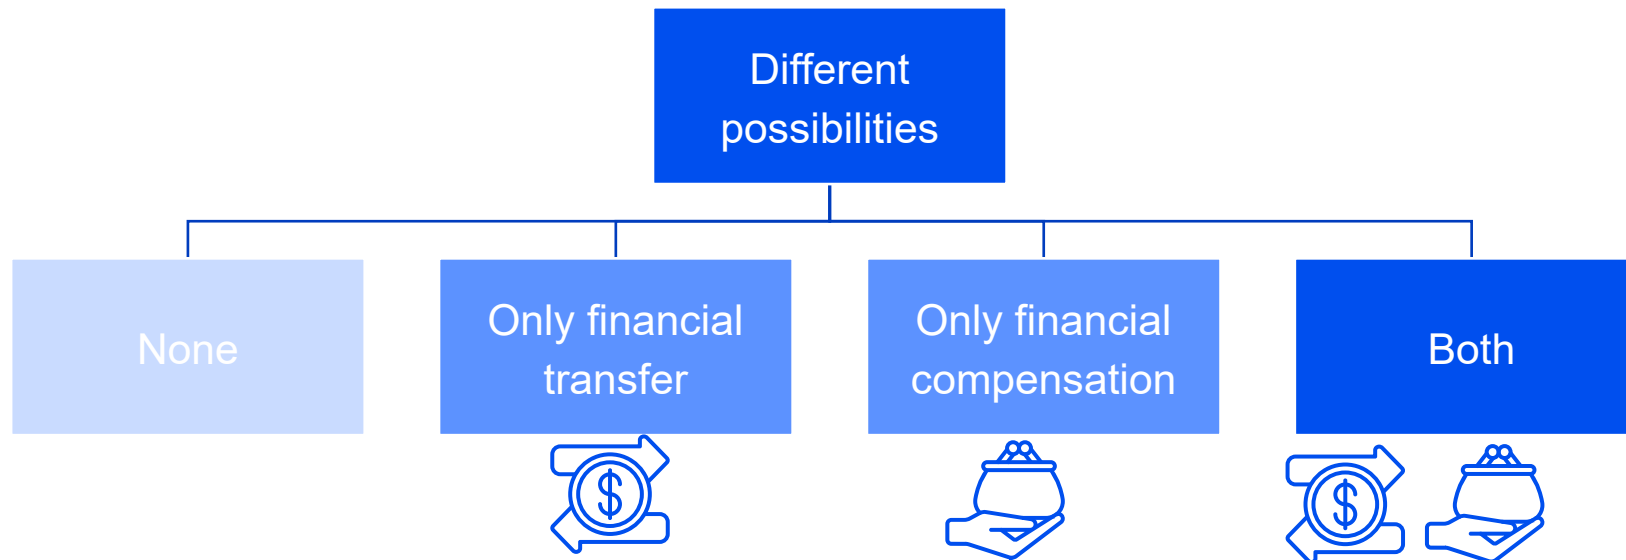 Different
possibilities
None
Only financial
transfer
Only financial
compensation
Both
$
$